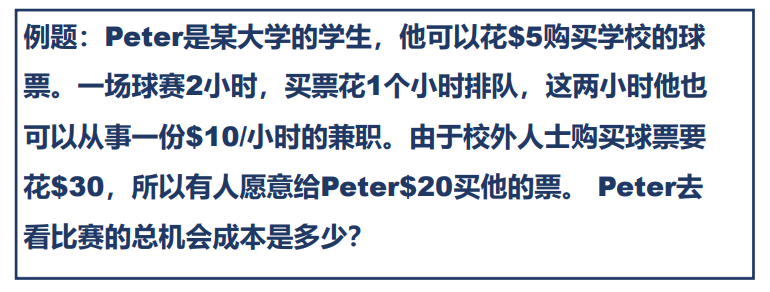 例题：Peter是某大学的学生，他可以花$5购买学校的球
票。一场球赛2小时，买票花1个小时排队，这两小时他也
可以从事一份$10/小时的兼职。由于校外人士购买球票要
花$30，所以有人愿意给Peter$20买他的票。 Peter去
看比赛的总机会成本是多少？